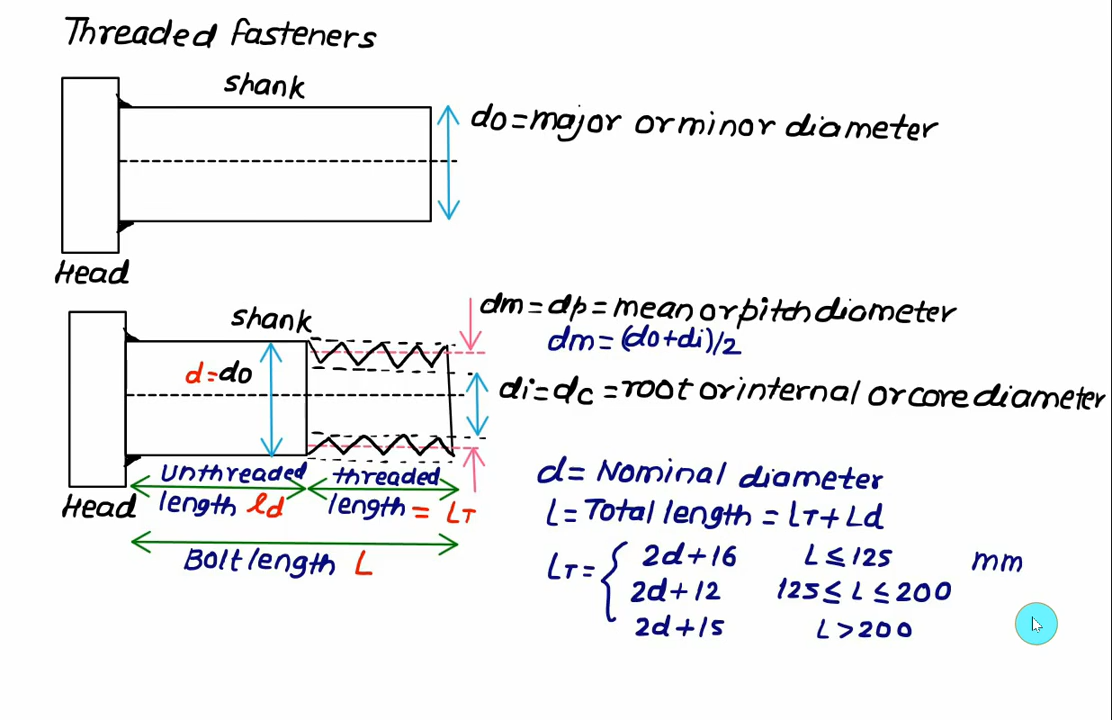 Threaded fasteners
shank
do=major or minor diameter
Head
shank
dm=dp=mean or pitch diameter
dm=(do+di)/2
d=do
di=dc=root or internal or core diameter
unthreaded
length ld
threaded
length = LT
Head
Bolt length L
d= Nominal diameter
L=Total length = LT+Ld
LT= { 2d+16 L≤125 mm
2d+12 125≤L≤200
2d+15 L>200